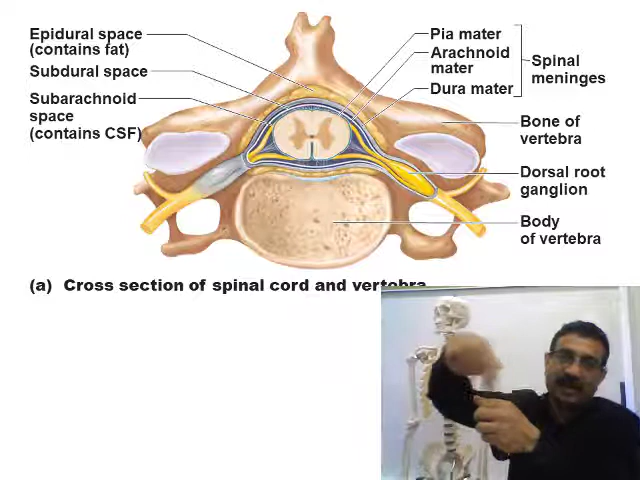 Epidural space
(contains fat)
Subdural space
Subarachnoid
space
(contains CSF)
Pia mater
Arachnoid
mater
Dura mater
Spinal
meninges
Bone of
vertebra
Dorsal root
ganglion
Body
of vertebra
(a) Cross section of spinal cord and vertebra